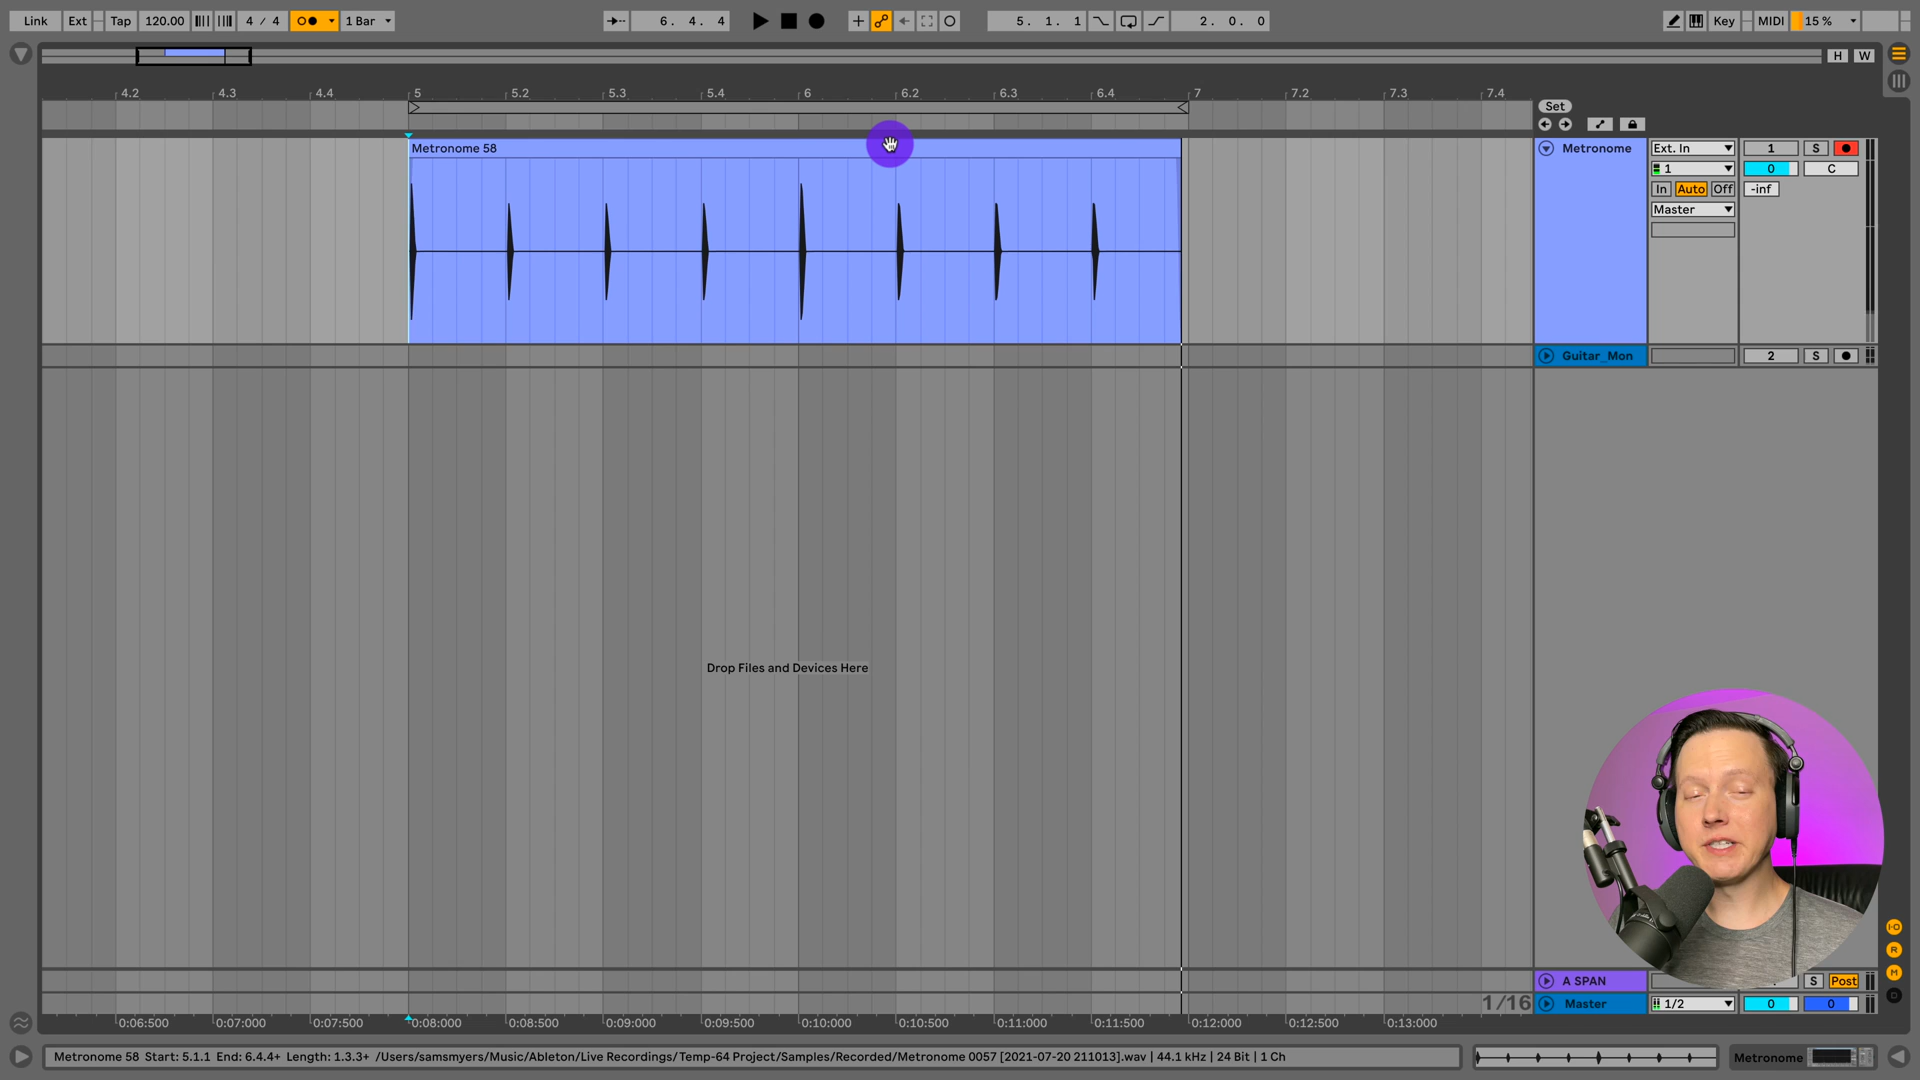 Link Ext Tap 120.00 4 / 4 1 Bar 6. 4. 4 5. 1. 1 2. 0. 0 Key MIDI 15 %
H W
4.2 4.3 4.4 5 5.2 5.3 5.4 6 6.2 6.3 6.4 7 7.2 7.3 7.4
Set
Metronome 58
Metronome Ext. In 1 S
1 0 C
In Auto Off -inf
Master
Guitar_Mon 2 S
Drop Files and Devices Here
I-O
R
M
D
A SPAN S Post
1/16 Master 1/2 0 0
0:06:500 0:07:000 0:07:500 0:08:000 0:08:500 0:09:000 0:09:500 0:10:000 0:10:500 0:11:000 0:11:500 0:12:000 0:12:500 0:13:000
Metronome 58 Start: 5.1.1 End: 6.4.4+ Length: 1.3.3+ /Users/samsmyers/Music/Ableton/Live Recordings/Temp-64 Project/Samples/Recorded/Metronome 0057 [2021-07-20 211013].wav | 44.1 kHz | 24 Bit | 1 Ch
Metronome